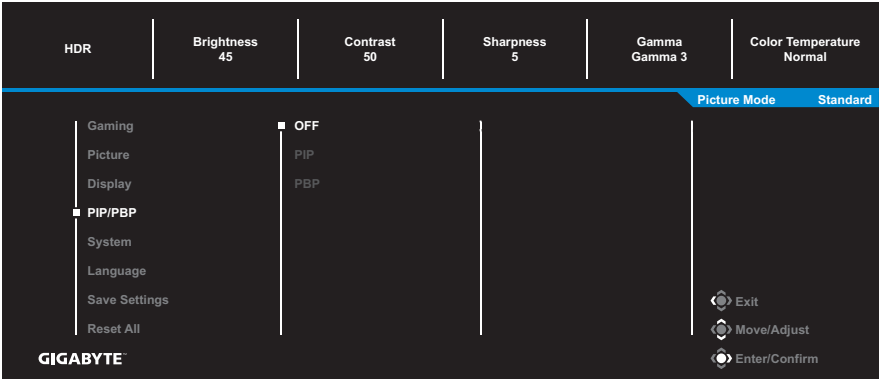 HDR
Brightness
45
Contrast
50
Sharpness
5
Gamma
Gamma 3
Color Temperature
Normal
Picture Mode Standard
Gaming
Picture
Display
PIP/PBP
System
Language
Save Settings
Reset All
OFF
PIP
PBP
Exit
Move/Adjust
Enter/Confirm
GIGABYTE™